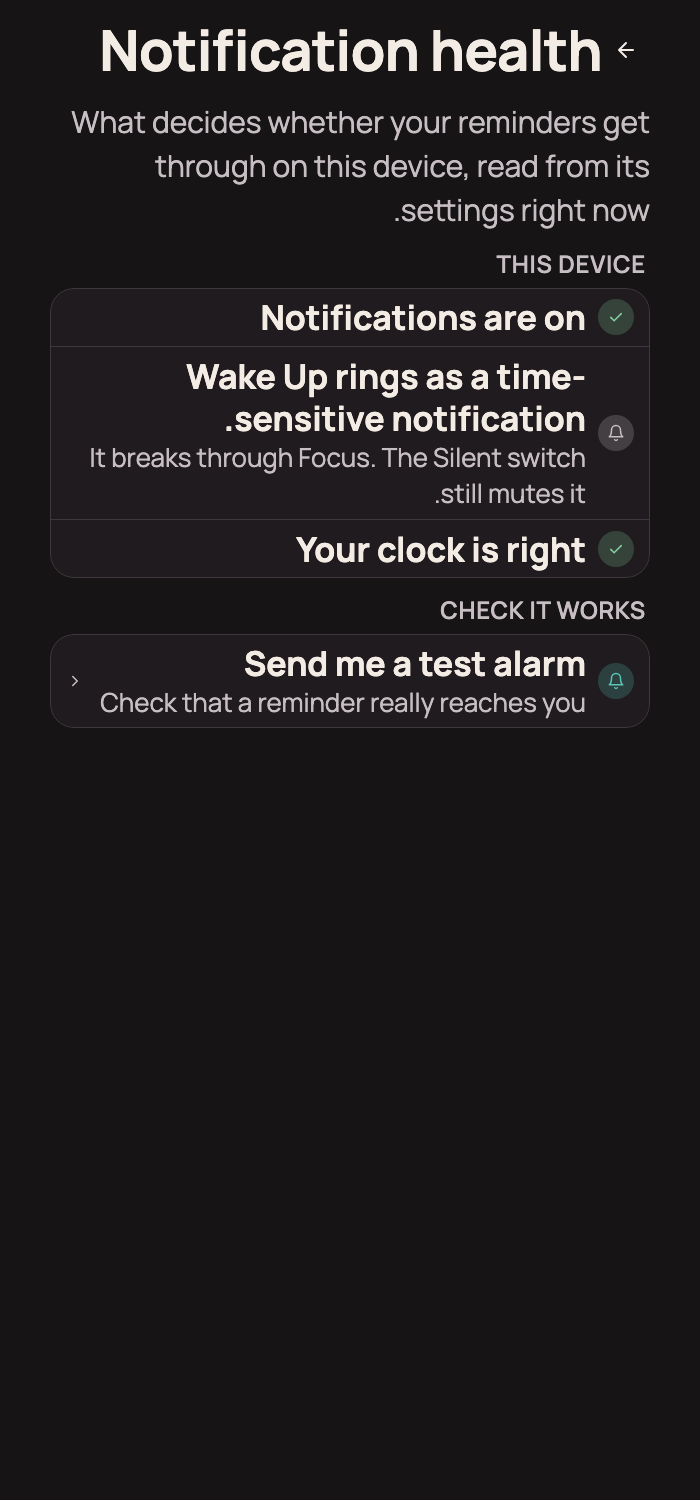 Notification health
What decides whether your reminders get
through on this device, read from its
.settings right now
THIS DEVICE
Notifications are on
Wake Up rings as a time-
.sensitive notification
It breaks through Focus. The Silent switch
.still mutes it
Your clock is right
CHECK IT WORKS
Send me a test alarm
Check that a reminder really reaches you